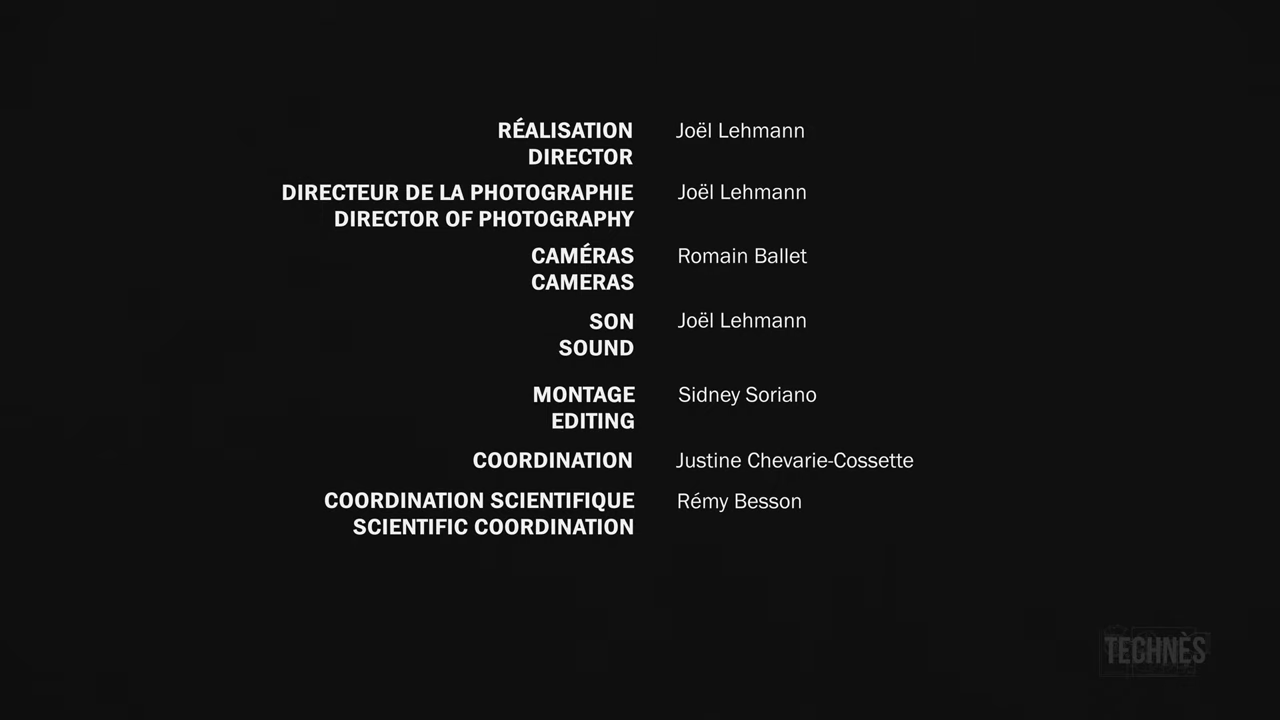 RÉALISATION Joël Lehmann
DIRECTOR
DIRECTEUR DE LA PHOTOGRAPHIE Joël Lehmann
DIRECTOR OF PHOTOGRAPHY
CAMÉRAS Romain Ballet
CAMERAS
SON Joël Lehmann
SOUND
MONTAGE Sidney Soriano
EDITING
COORDINATION Justine Chevarie-Cossette
COORDINATION SCIENTIFIQUE Rémy Besson
SCIENTIFIC COORDINATION
TECHNÈS